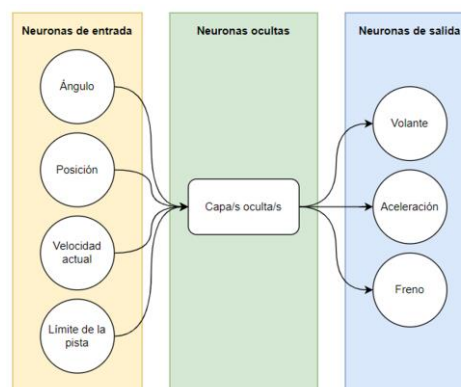 Neuronas de entrada
Neuronas ocultas
Neuronas de salida
Ángulo
Posición
Velocidad
actual
Límite de la
pista
Capa/s oculta/s
Volante
Aceleración
Freno